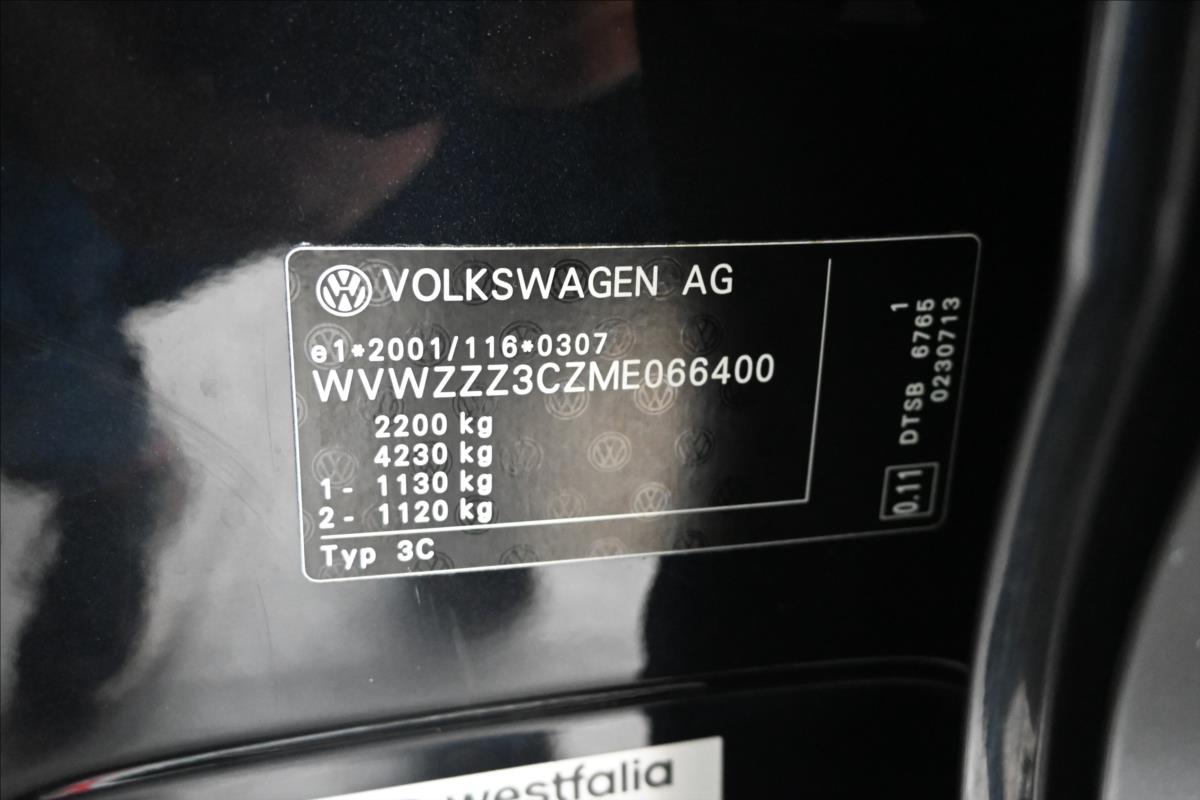 VOLKSWAGEN AG
e1*2001/116*0307
WVWZZZ3CZME066400
2200 kg
4230 kg
1- 1130 kg
2- 1120 kg
Typ 3C
1
DTSB 6765
0230713
0.11
westfalia